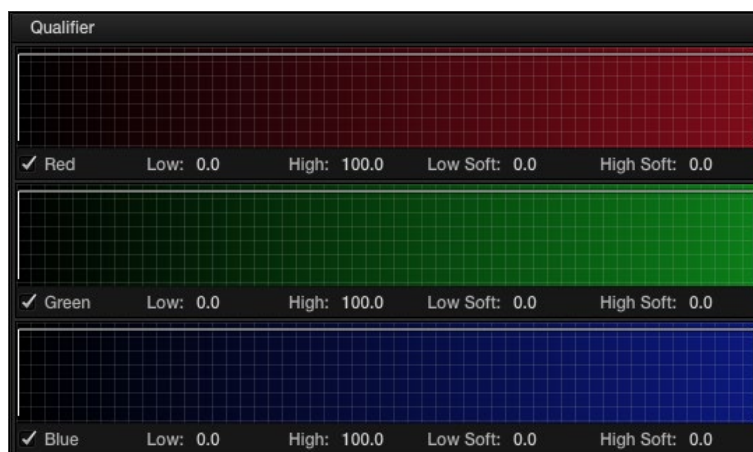 Qualifier
Red Low: 0.0 High: 100.0 Low Soft: 0.0 High Soft: 0.0
Green Low: 0.0 High: 100.0 Low Soft: 0.0 High Soft: 0.0
Blue Low: 0.0 High: 100.0 Low Soft: 0.0 High Soft: 0.0